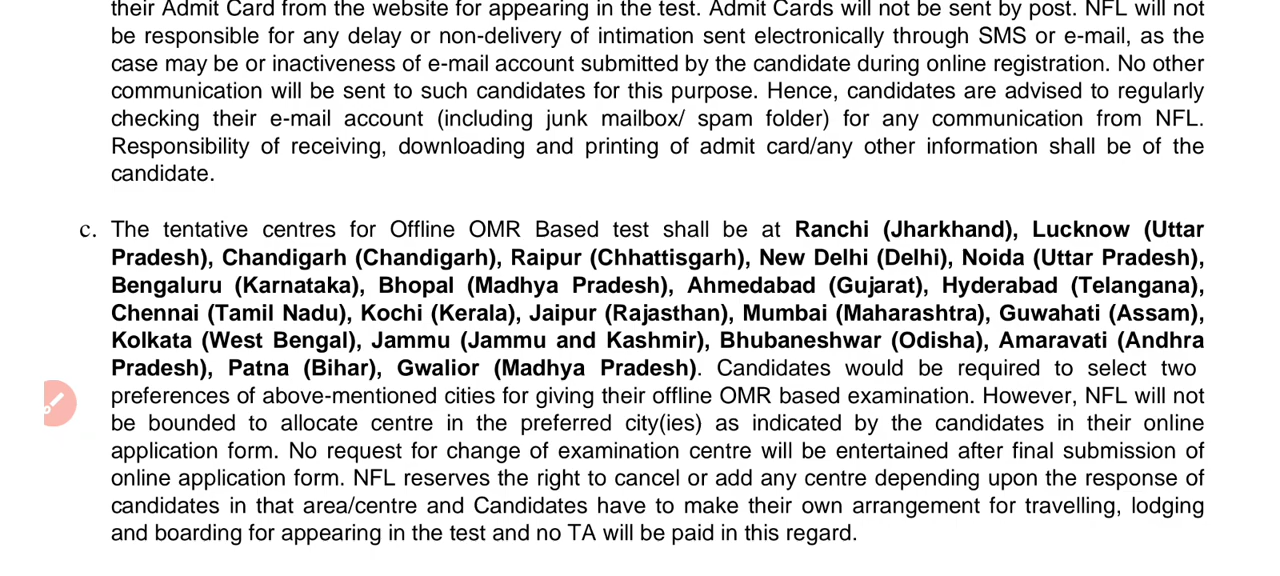 their Admit Card from the website for appearing in the test. Admit Cards will not be sent by post. NFL will not
be responsible for any delay or non-delivery of intimation sent electronically through SMS or e-mail, as the
case may be or inactiveness of e-mail account submitted by the candidate during online registration. No other
communication will be sent to such candidates for this purpose. Hence, candidates are advised to regularly
checking their e-mail account (including junk mailbox/ spam folder) for any communication from NFL.
Responsibility of receiving, downloading and printing of admit card/any other information shall be of the
candidate.
c. The tentative centres for Offline OMR Based test shall be at Ranchi (Jharkhand), Lucknow (Uttar
Pradesh), Chandigarh (Chandigarh), Raipur (Chhattisgarh), New Delhi (Delhi), Noida (Uttar Pradesh),
Bengaluru (Karnataka), Bhopal (Madhya Pradesh), Ahmedabad (Gujarat), Hyderabad (Telangana),
Chennai (Tamil Nadu), Kochi (Kerala), Jaipur (Rajasthan), Mumbai (Maharashtra), Guwahati (Assam),
Kolkata (West Bengal), Jammu (Jammu and Kashmir), Bhubaneshwar (Odisha), Amaravati (Andhra
Pradesh), Patna (Bihar), Gwalior (Madhya Pradesh). Candidates would be required to select two
preferences of above-mentioned cities for giving their offline OMR based examination. However, NFL will not
be bounded to allocate centre in the preferred city(ies) as indicated by the candidates in their online
application form. No request for change of examination centre will be entertained after final submission of
online application form. NFL reserves the right to cancel or add any centre depending upon the response of
candidates in that area/centre and Candidates have to make their own arrangement for travelling, lodging
and boarding for appearing in the test and no TA will be paid in this regard.